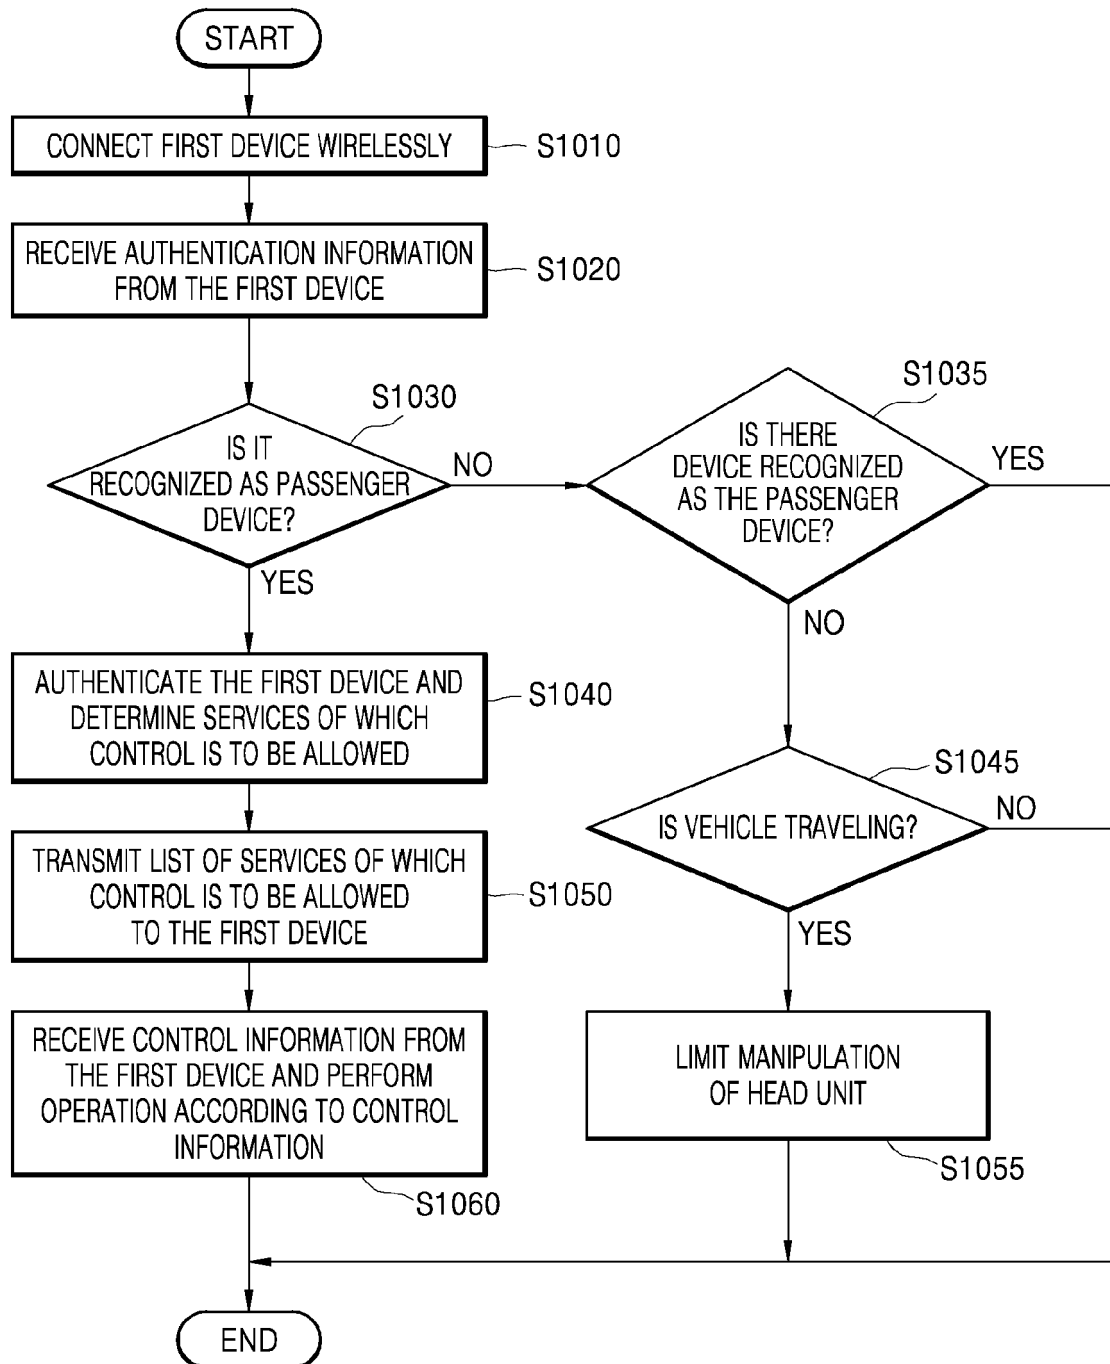 START
CONNECT FIRST DEVICE WIRELESSLY
S1010
RECEIVE AUTHENTICATION INFORMATION
FROM THE FIRST DEVICE
S1020
S1030
IS IT
RECOGNIZED AS PASSENGER
DEVICE?
NO
YES
S1035
IS THERE
DEVICE RECOGNIZED
AS THE PASSENGER
DEVICE?
YES
NO
AUTHENTICATE THE FIRST DEVICE AND
DETERMINE SERVICES OF WHICH
CONTROL IS TO BE ALLOWED
S1040
S1045
IS VEHICLE TRAVELING?
NO
YES
TRANSMIT LIST OF SERVICES OF WHICH
CONTROL IS TO BE ALLOWED
TO THE FIRST DEVICE
S1050
RECEIVE CONTROL INFORMATION FROM
THE FIRST DEVICE AND PERFORM
OPERATION ACCORDING TO CONTROL
INFORMATION
S1060
LIMIT MANIPULATION
OF HEAD UNIT
S1055
END